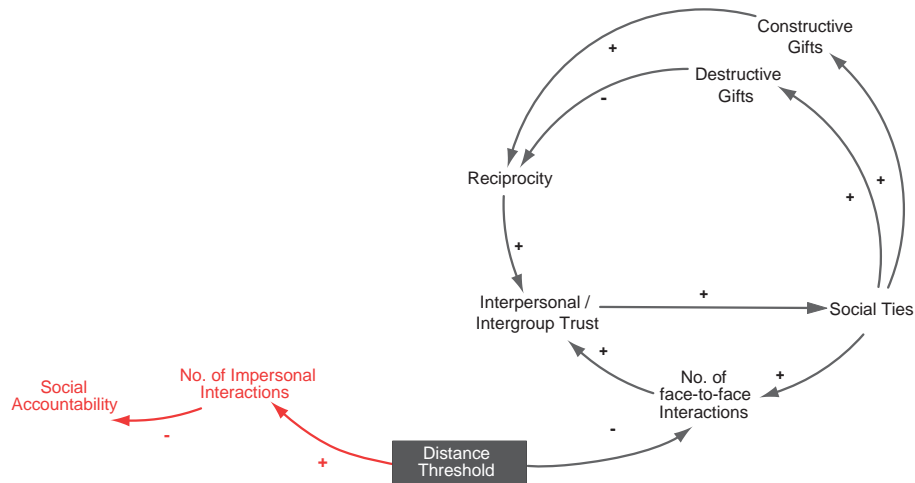 Constructive
Gifts
+
Destructive
Gifts
-
Reciprocity
+
+
+
Interpersonal /
Intergroup Trust
+
Social Ties
+
+
No. of
face-to-face
Interactions
No. of Impersonal
Interactions
Social
Accountability
-
+
Distance
Threshold
-